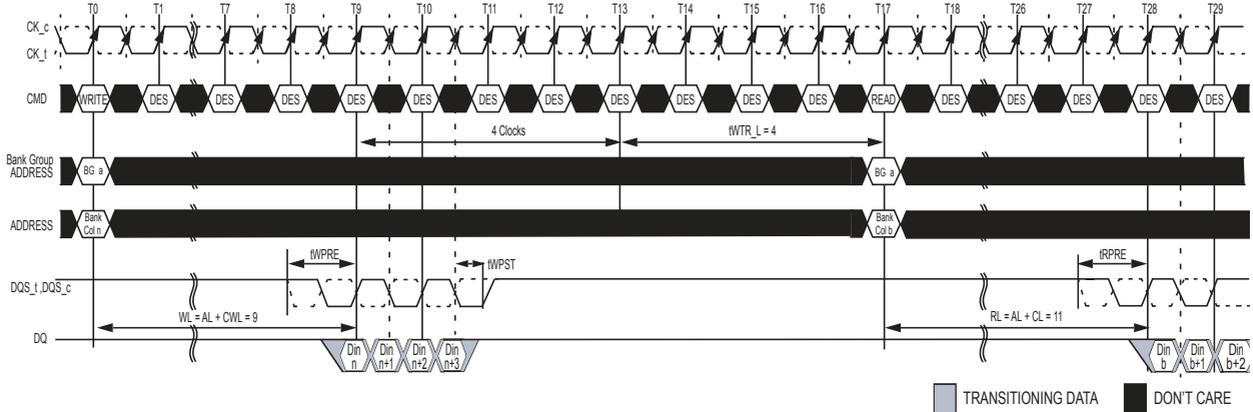 T0 T1 T7 T8 T9 T10 T11 T12 T13 T14 T15 T16 T17 T18 T26 T27 T28 T29
CK_c
CK_t
CMD WRITE DES DES DES DES DES DES DES DES DES DES DES READ DES DES DES DES DES
4 Clocks tWTR_L = 4
Bank Group
ADDRESS BG a BG a
ADDRESS Bank Col n Bank Col b
tWPRE tWPST tRPRE
DQS_t ,DQS_c
WL = AL + CWL = 9 RL = AL + CL = 11
DQ Din n Din n+1 Din n+2 Din n+3 Din b Din b+1 Din b+2
TRANSITIONING DATA DON'T CARE